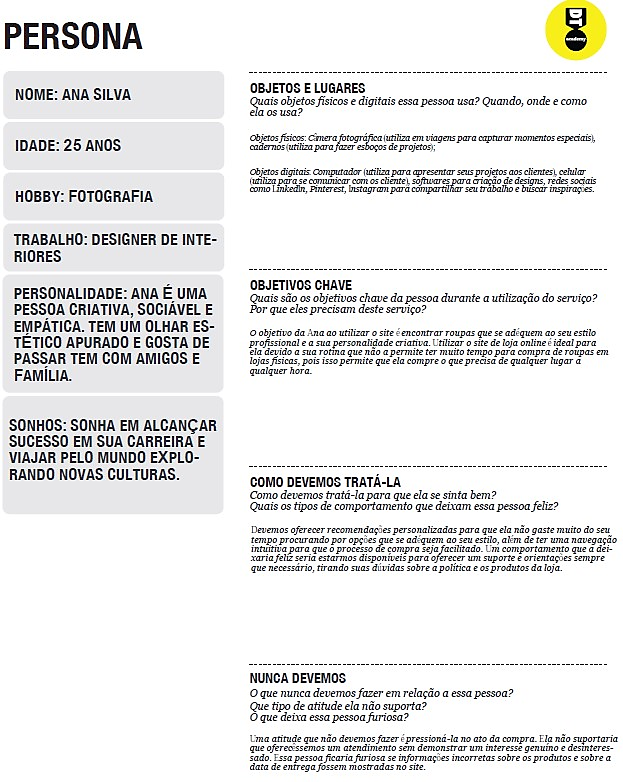 PERSONA
DT
academy
NOME: ANA SILVA
IDADE: 25 ANOS
HOBBY: FOTOGRAFIA
TRABALHO: DESIGNER DE INTE-
RIORES
PERSONALIDADE: ANA É UMA
PESSOA CRIATIVA, SOCIÁVEL E
EMPÁTICA. TEM UM OLHAR ES-
TÉTICO APURADO E GOSTA DE
PASSAR TEM COM AMIGOS E
FAMÍLIA.
SONHOS: SONHA EM ALCANÇAR
SUCESSO EM SUA CARREIRA E
VIAJAR PELO MUNDO EXPLO-
RANDO NOVAS CULTURAS.
OBJETOS E LUGARES
Quais objetos físicos e digitais essa pessoa usa? Quando, onde e como
ela os usa?
Objetos físicos: Câmera fotográfica (utiliza em viagens para capturar momentos especiais),
cadernos (utiliza para fazer esboços de projetos);
Objetos digitais: Computador (utiliza para apresentar seus projetos aos clientes), celular
(utiliza para se comunicar com os cliente), softwares para criação de designs, redes sociais
como Linkedin, Pinterest, Instagram para compartilhar seu trabalho e buscar inspirações.
OBJETIVOS CHAVE
Quais são os objetivos chave da pessoa durante a utilização do serviço?
Por que eles precisam deste serviço?
O objetivo da Ana ao utilizar o site é encontrar roupas que se adéquem ao seu estilo
profissional e a sua personalidade criativa. Utilizar o site de loja online é ideal para
ela devido a sua rotina que não a permite ter muito tempo para compra de roupas em
lojas físicas, pois isso permite que ela compre o que precisa de qualquer lugar à
qualquer hora.
COMO DEVEMOS TRATÁ-LA
Como devemos tratá-la para que ela se sinta bem?
Quais os tipos de comportamento que deixam essa pessoa feliz?
Devemos oferecer recomendações personalizadas para que ela não gaste muito do seu
tempo procurando por opções que se adéquem ao seu estilo, além de ter uma navegação
intuitiva para que o processo de compra seja facilitado. Um comportamento que a dei-
xaria feliz seria estarmos disponíveis para oferecer um suporte e orientações sempre
que necessário, tirando suas dúvidas sobre a política e os produtos da loja.
NUNCA DEVEMOS
O que nunca devemos fazer em relação a essa pessoa?
Que tipo de atitude ela não suporta?
O que deixa essa pessoa furiosa?
Uma atitude que não devemos fazer é pressioná-la no ato da compra. Ela não suportaria
que oferecêssemos um atendimento sem demonstrar um interesse genuíno e desinteres-
sado. Essa pessoa ficaria furiosa se informações incorretas sobre os produtos e sobre a
data de entrega fossem mostradas no site.